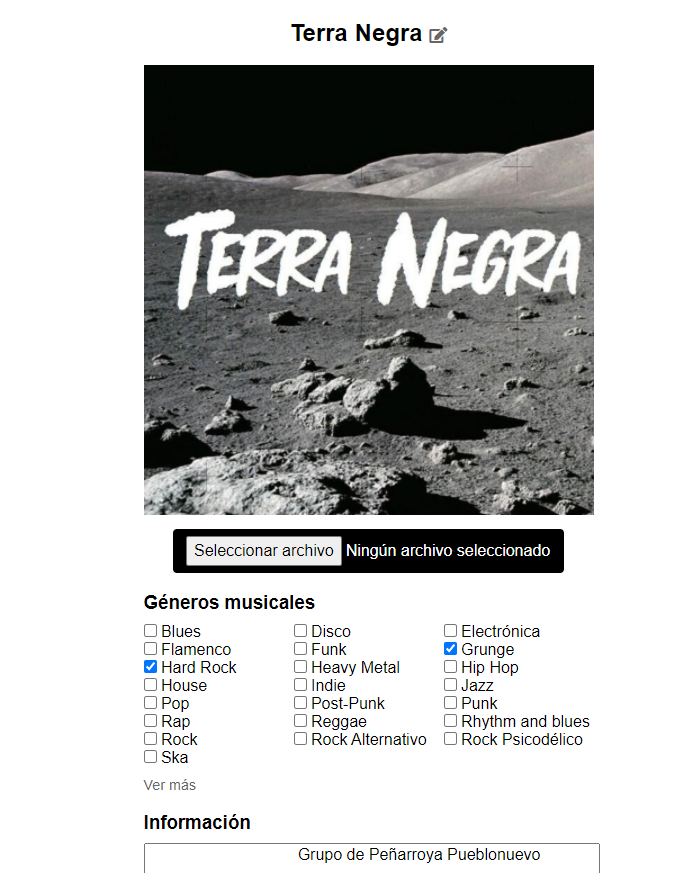 Terra Negra
TERRA NEGRA
Seleccionar archivo Ningún archivo seleccionado
Géneros musicales
Blues Disco Electrónica
Flamenco Funk Grunge
Hard Rock Heavy Metal Hip Hop
House Indie Jazz
Pop Post-Punk Punk
Rap Reggae Rhythm and blues
Rock Rock Alternativo Rock Psicodélico
Ska
Ver más
Información
Grupo de Peñarroya Pueblonuevo